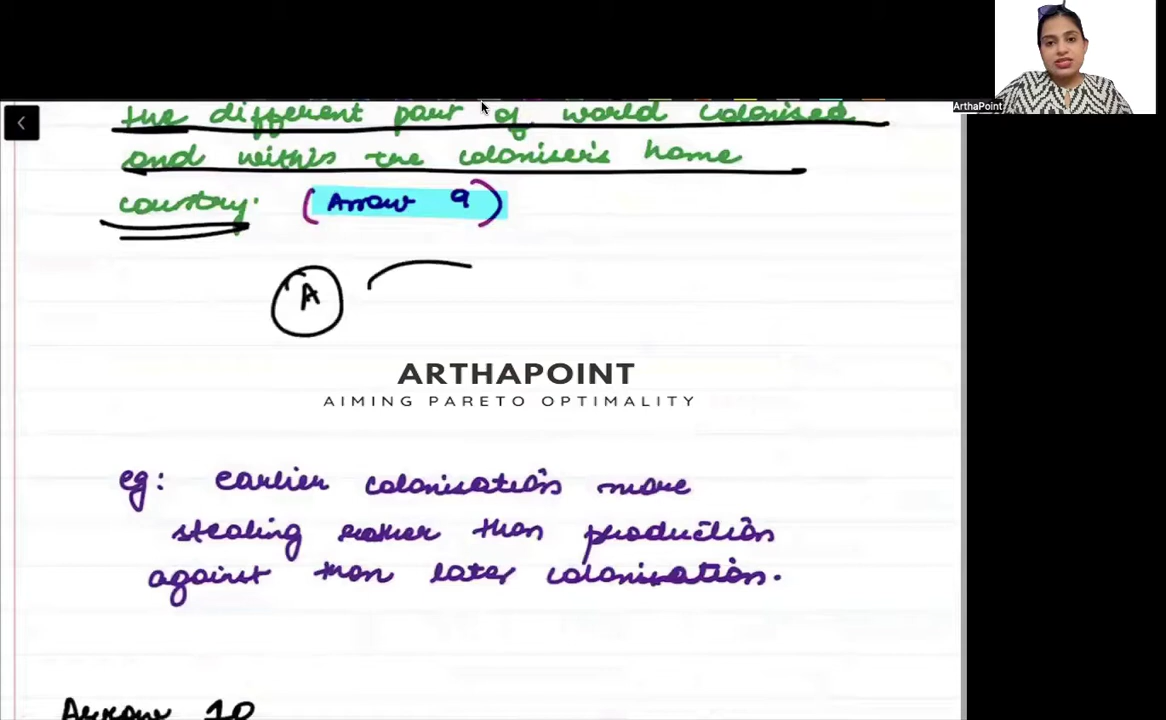 the different part of world colonised
and within the coloniser's home
country. (Arrow 9)
A
ARTHAPOINT
AIMING PARETO OPTIMALITY
eg: earlier colonisation more
stealing rather than production
against than later colonisation.
Arrow 10
ArthaPoint